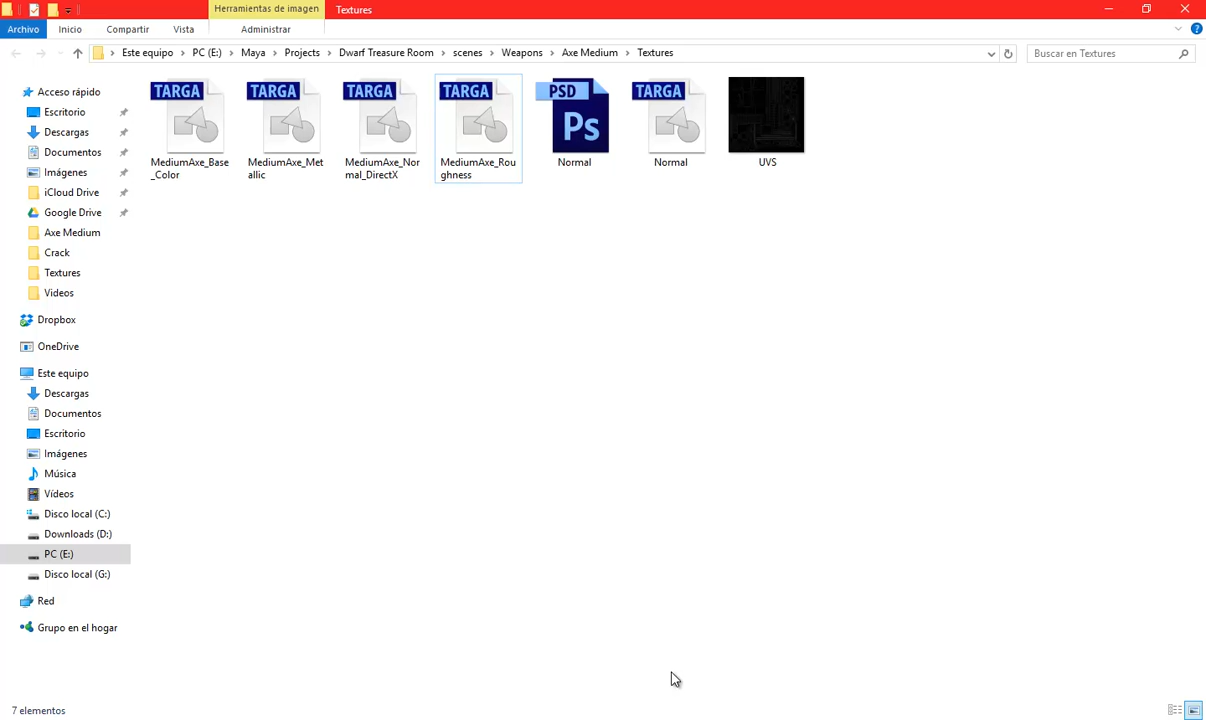 Herramientas de imagen
Textures
Archivo
Inicio
Compartir
Vista
Administrar
Este equipo
PC (E:)
Maya
Projects
Dwarf Treasure Room
scenes
Weapons
Axe Medium
Textures
Buscar en Textures
Acceso rápido
Escritorio
Descargas
Documentos
Imágenes
iCloud Drive
Google Drive
Axe Medium
Crack
Textures
Videos
Dropbox
OneDrive
Este equipo
Descargas
Documentos
Escritorio
Imágenes
Música
Vídeos
Disco local (C:)
Downloads (D:)
PC (E:)
Disco local (G:)
Red
Grupo en el hogar
TARGA
MediumAxe_Base
_Color
TARGA
MediumAxe_Met
allic
TARGA
MediumAxe_Nor
mal_DirectX
TARGA
MediumAxe_Rou
ghness
PSD
Ps
Normal
TARGA
Normal
UVS
7 elementos